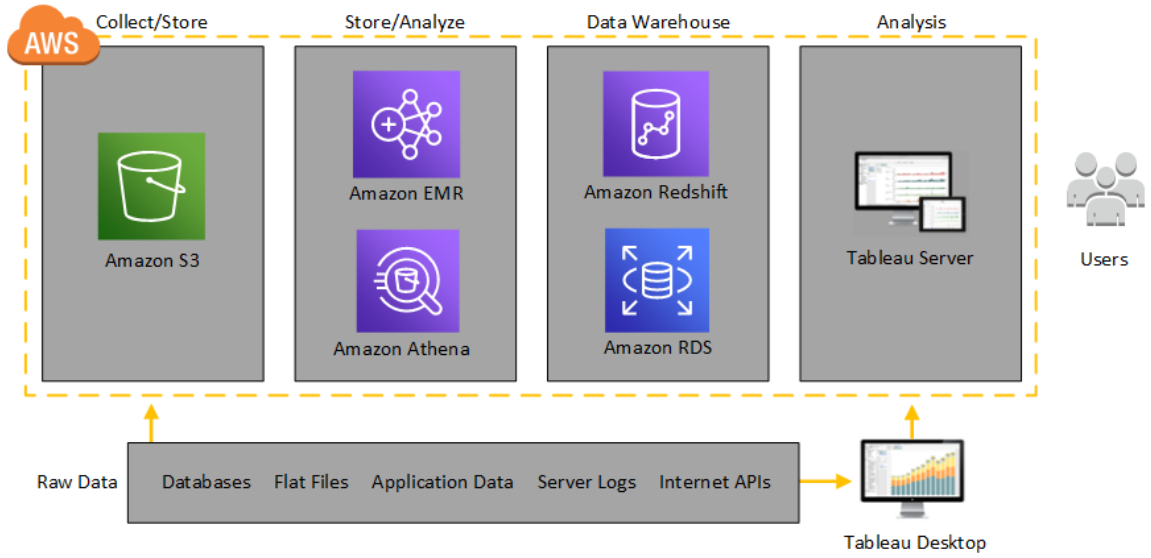 Collect/Store
Store/Analyze
Data Warehouse
Analysis
AWS
Amazon S3
Amazon EMR
Amazon Athena
Amazon Redshift
Amazon RDS
Tableau Server
Users
Raw Data
Databases
Flat Files
Application Data
Server Logs
Internet APIs
Tableau Desktop